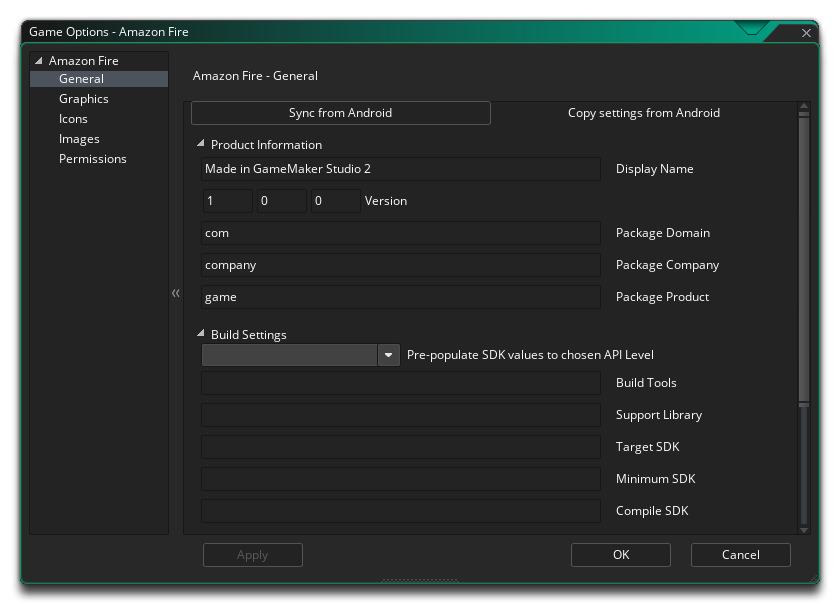 Game Options - Amazon Fire
Amazon Fire
General
Graphics
Icons
Images
Permissions
Amazon Fire - General
Sync from Android
Copy settings from Android
Product Information
Made in GameMaker Studio 2 Display Name
1 0 0 Version
com Package Domain
company Package Company
game Package Product
Build Settings
Pre-populate SDK values to chosen API Level
Build Tools
Support Library
Target SDK
Minimum SDK
Compile SDK
Apply OK Cancel